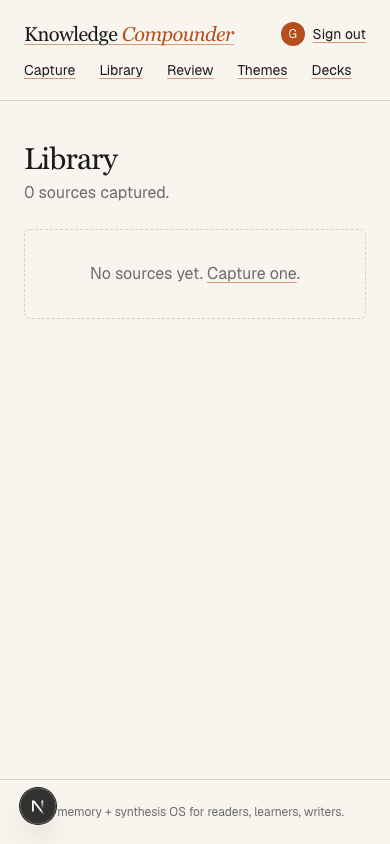 Knowledge Compounder
G Sign out
Capture Library Review Themes Decks
Library
0 sources captured.
No sources yet. Capture one.
N
memory + synthesis OS for readers, learners, writers.